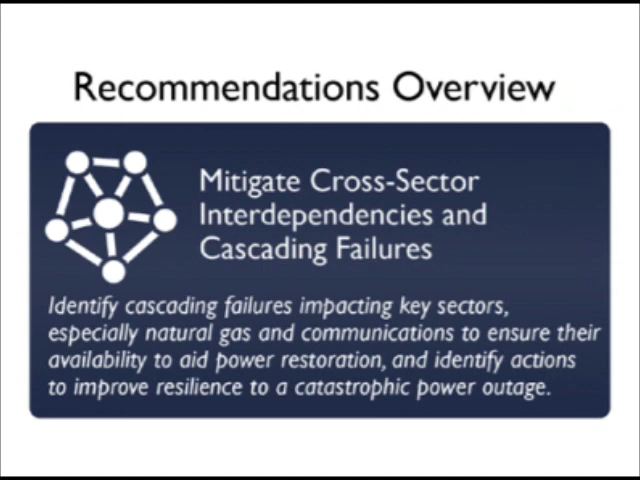 Recommendations Overview
Mitigate Cross-Sector
Interdependencies and
Cascading Failures
Identify cascading failures impacting key sectors,
especially natural gas and communications to ensure their
availability to aid power restoration, and identify actions
to improve resilience to a catastrophic power outage.